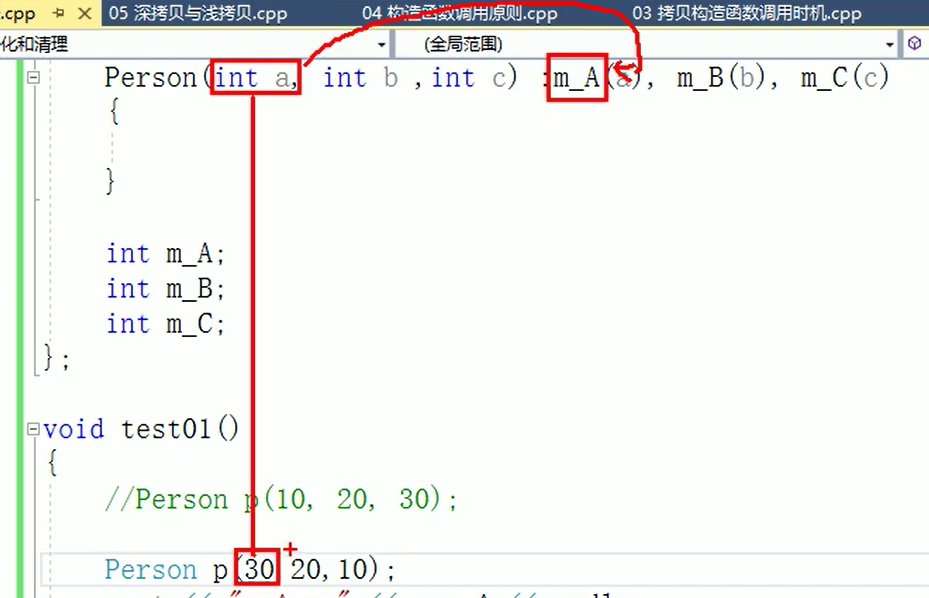 .cpp 05 深拷贝与浅拷贝.cpp 04 构造函数调用原则.cpp 03 拷贝构造函数调用时机.cpp
化和清理 (全局范围)
Person(int a, int b ,int c) :m_A(a), m_B(b), m_C(c)
{
}
int m_A;
int m_B;
int m_C;
};
void test01()
{
//Person p(10, 20, 30);
Person p(30 20,10);